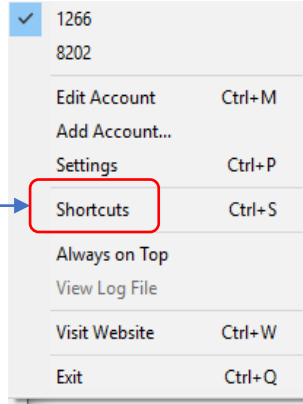 1266
8202
Edit Account Ctrl+M
Add Account...
Settings Ctrl+P
Shortcuts Ctrl+S
Always on Top
View Log File
Visit Website Ctrl+W
Exit Ctrl+Q